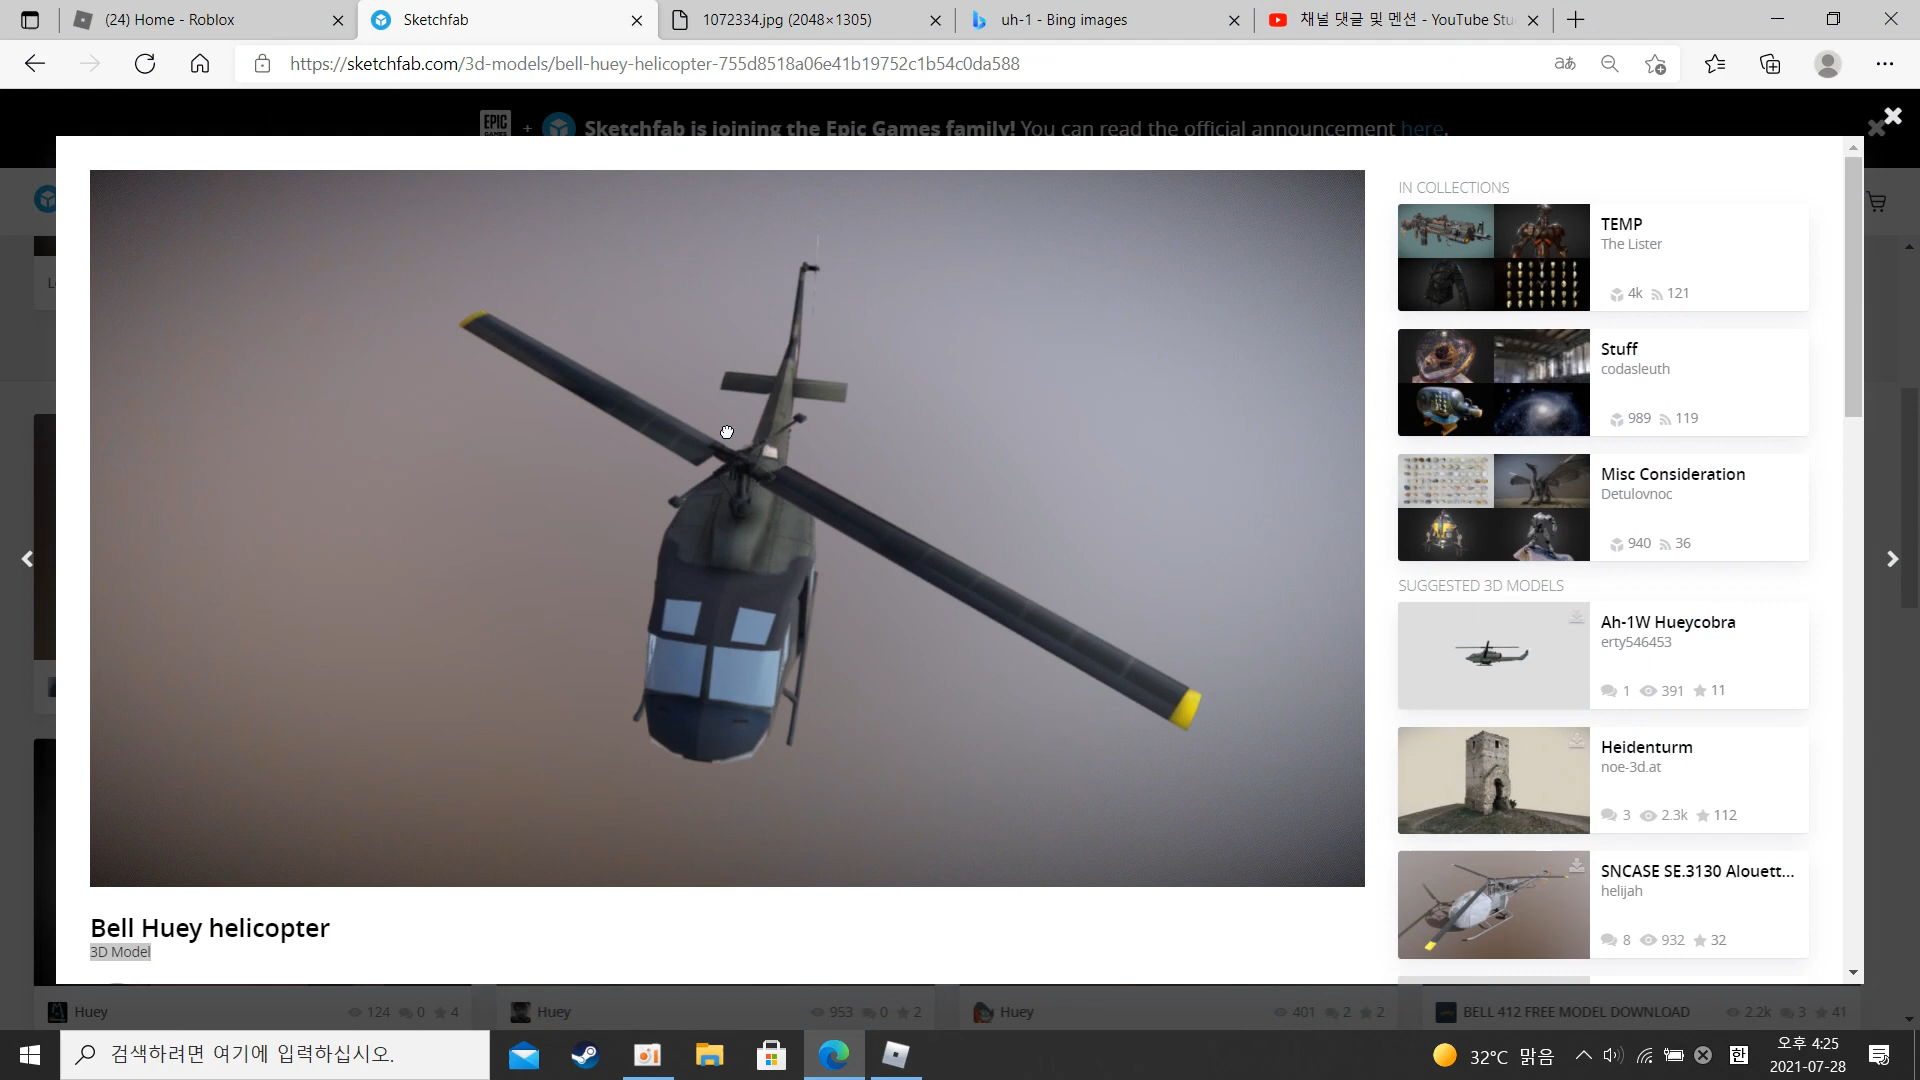 (24) Home - Roblox
Sketchfab
1072334.jpg (2048×1305)
uh-1 - Bing images
채널 댓글 및 멘션 - YouTube Stu
https://sketchfab.com/3d-models/bell-huey-helicopter-755d8518a06e41b19752c1b54c0da588
aあ
EPIC GAMES + Sketchfab is joining the Epic Games family! You can read the official announcement here.
IN COLLECTIONS
TEMP
The Lister
4k 121
Stuff
codasleuth
989 119
Misc Consideration
Detulovnoc
940 36
SUGGESTED 3D MODELS
Ah-1W Hueycobra
erty546453
1 391 11
Heidenturm
noe-3d.at
3 2.3k 112
SNCASE SE.3130 Alouett...
helijah
8 932 32
Bell Huey helicopter
3D Model
Huey 124 0 4
Huey 953 0 2
Huey 401 2 2
BELL 412 FREE MODEL DOWNLOAD 2.2k 3 41
검색하려면 여기에 입력하십시오.
32°C 맑음
한
오후 4:25
2021-07-28